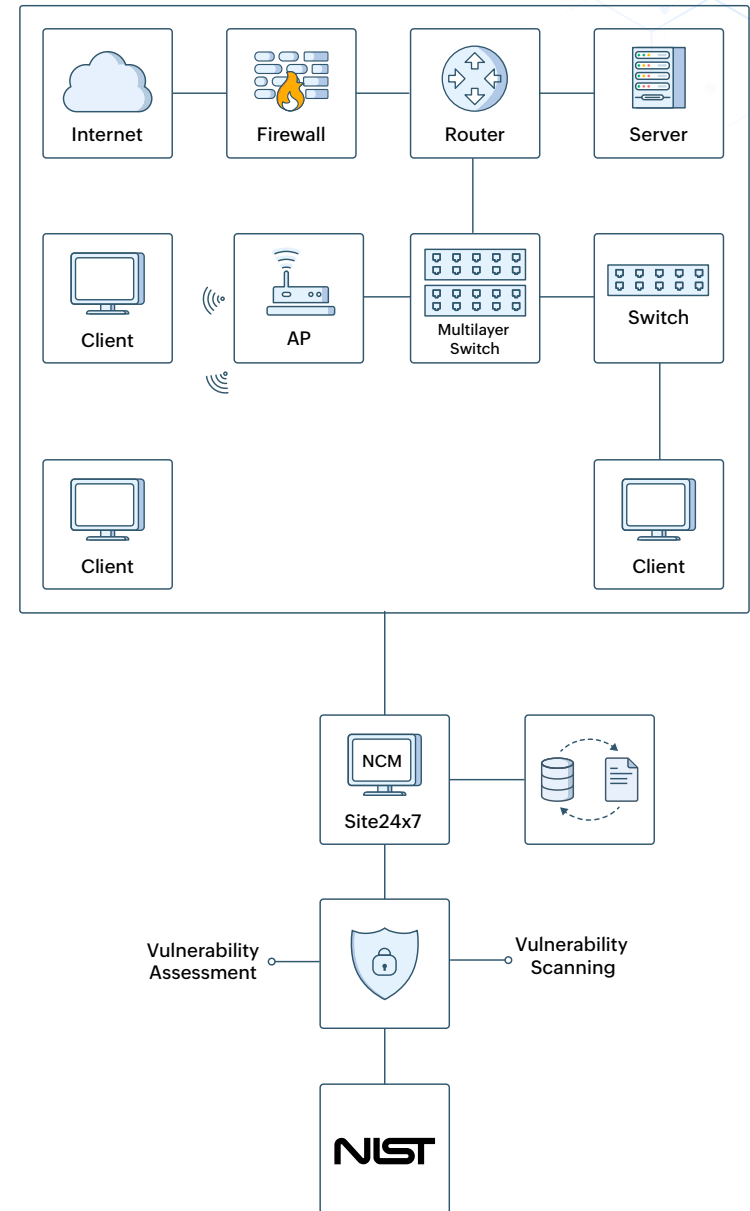 Internet
Firewall
Router
Server
Client
AP
Multilayer
Switch
Switch
Client
Client
NCM
Site24x7
Vulnerability
Assessment
Vulnerability
Scanning
NIST